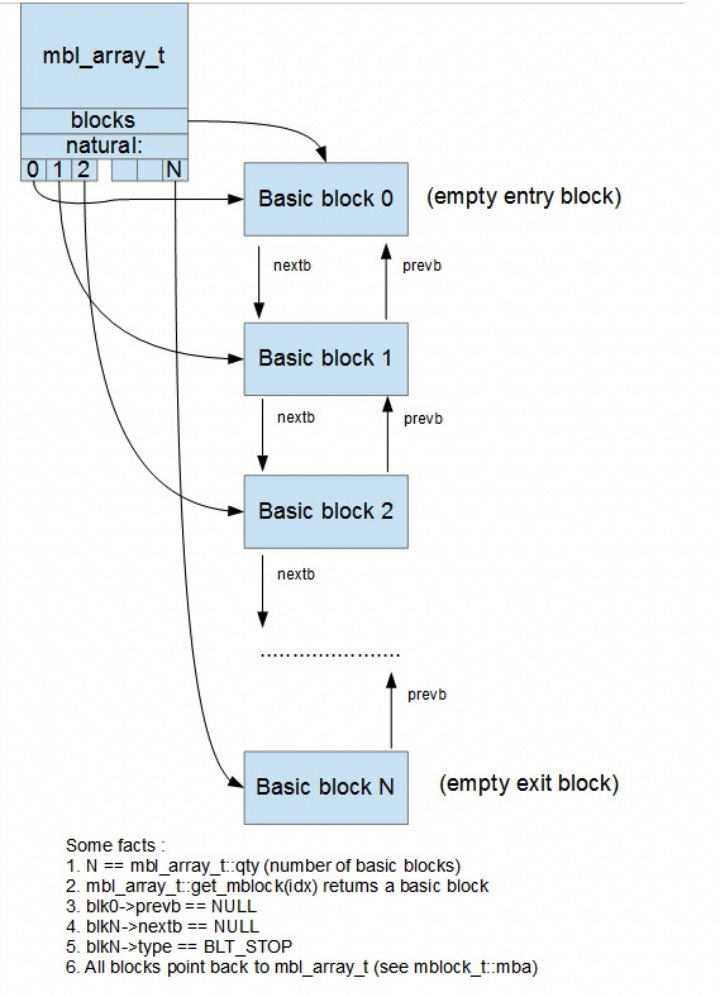 mbl_array_t
blocks
natural:
0 1 2 N
Basic block 0 (empty entry block)
nextb prevb
Basic block 1
nextb prevb
Basic block 2
nextb
.......................
prevb
Basic block N (empty exit block)
Some facts :
1. N == mbl_array_t::qty (number of basic blocks)
2. mbl_array_t::get_mblock(idx) returns a basic block
3. blk0->prevb == NULL
4. blkN->nextb == NULL
5. blkN->type == BLT_STOP
6. All blocks point back to mbl_array_t (see mblock_t::mba)